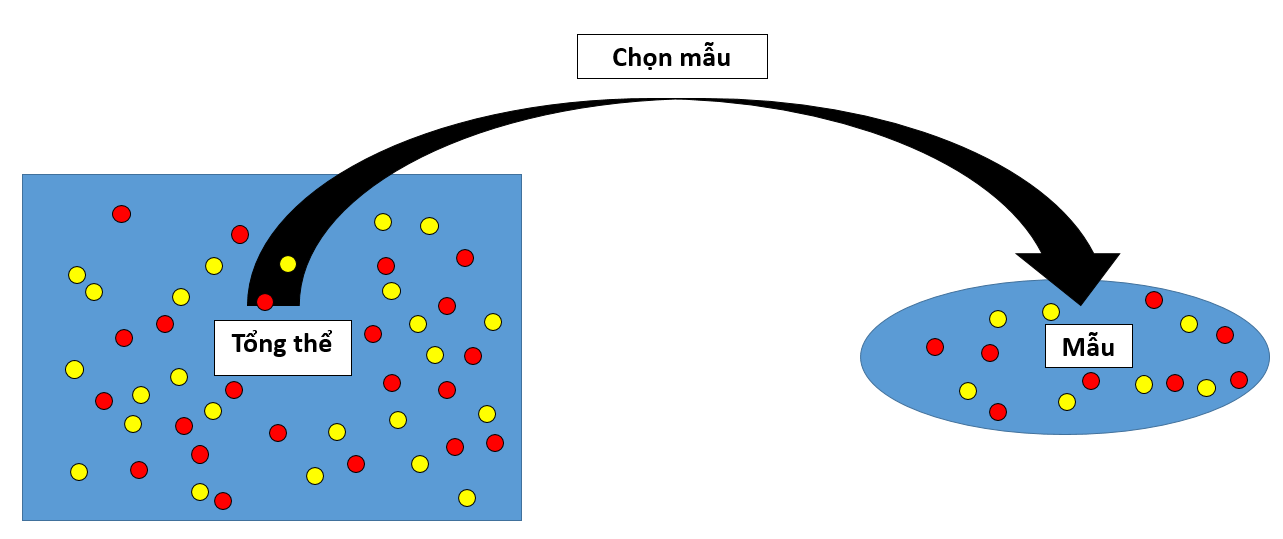 Chọn mẫu
Tổng thể
Mẫu